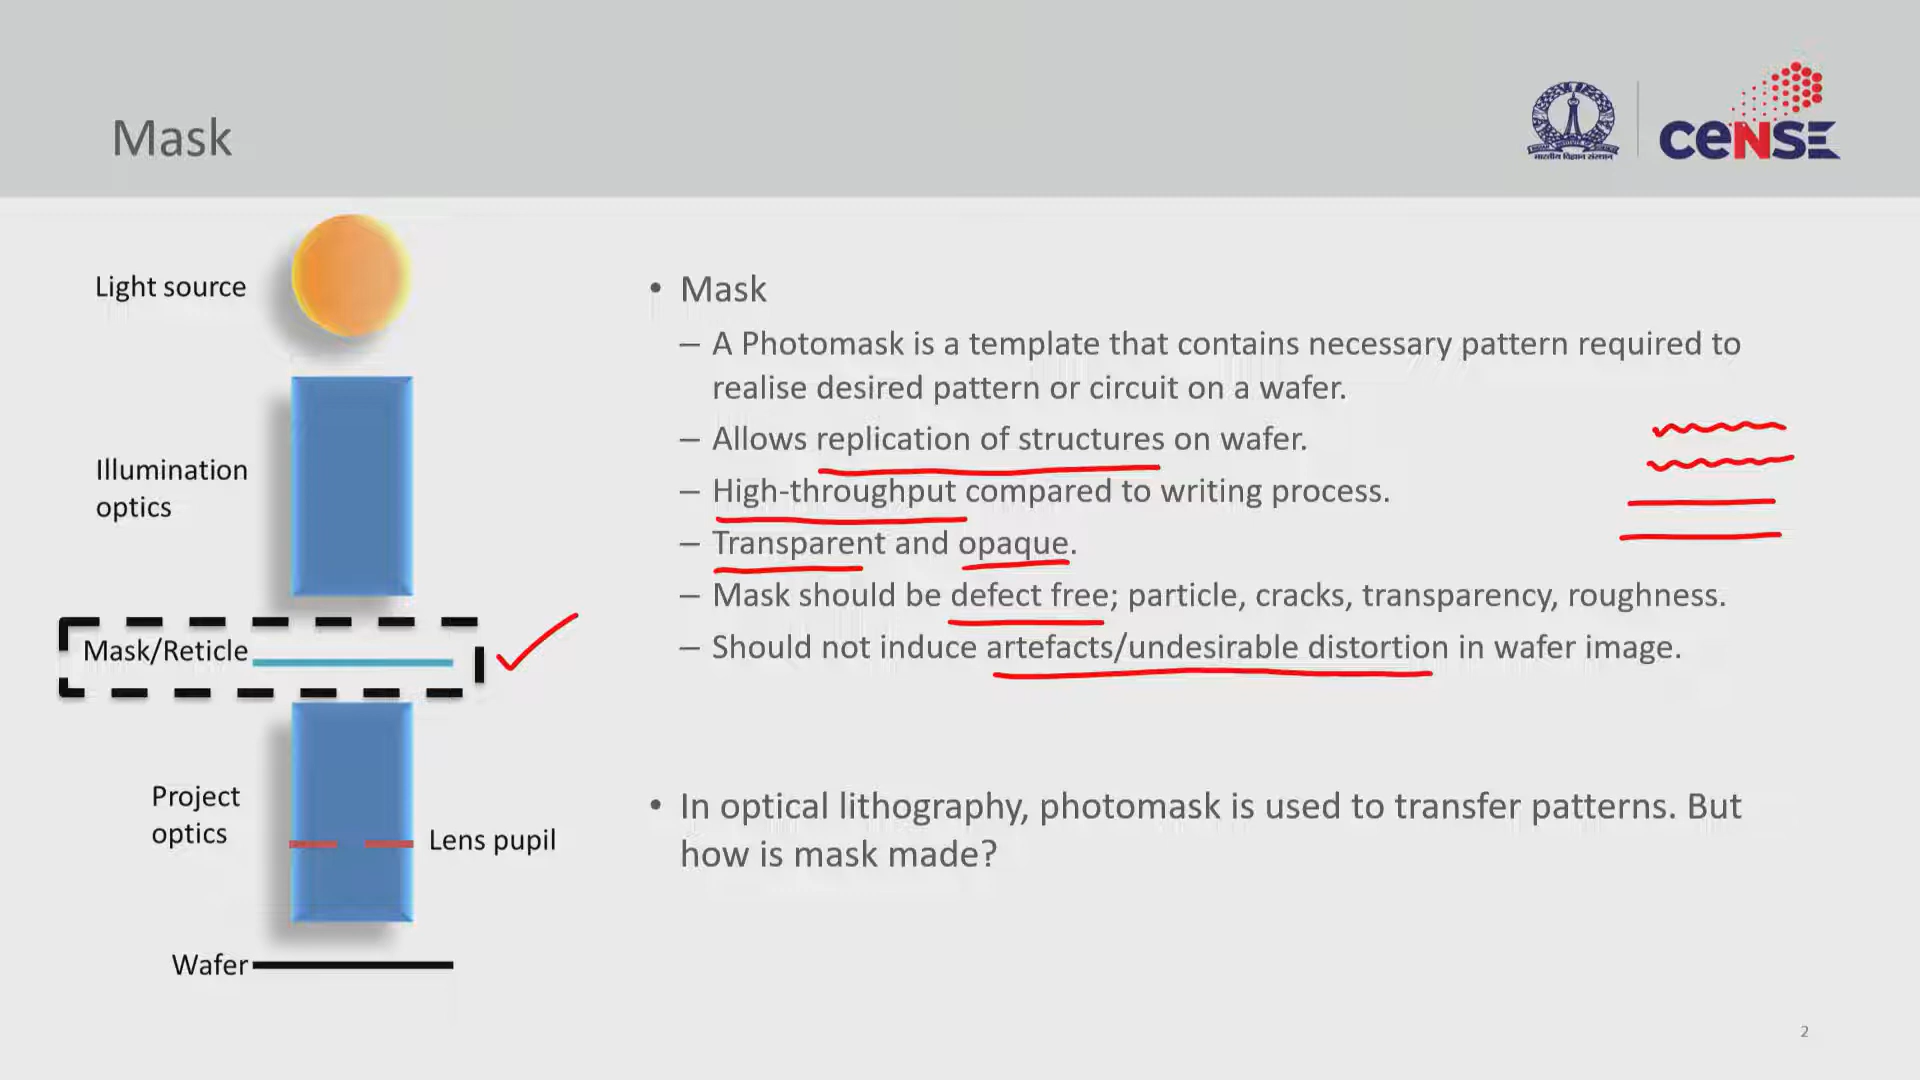 Mask
भारतीय विज्ञान संस्थान
ceNSE
Light source
Illumination
optics
Mask/Reticle
Project
optics
Lens pupil
Wafer
• Mask
– A Photomask is a template that contains necessary pattern required to
realise desired pattern or circuit on a wafer.
– Allows replication of structures on wafer.
– High-throughput compared to writing process.
– Transparent and opaque.
– Mask should be defect free; particle, cracks, transparency, roughness.
– Should not induce artefacts/undesirable distortion in wafer image.
• In optical lithography, photomask is used to transfer patterns. But
how is mask made?
2